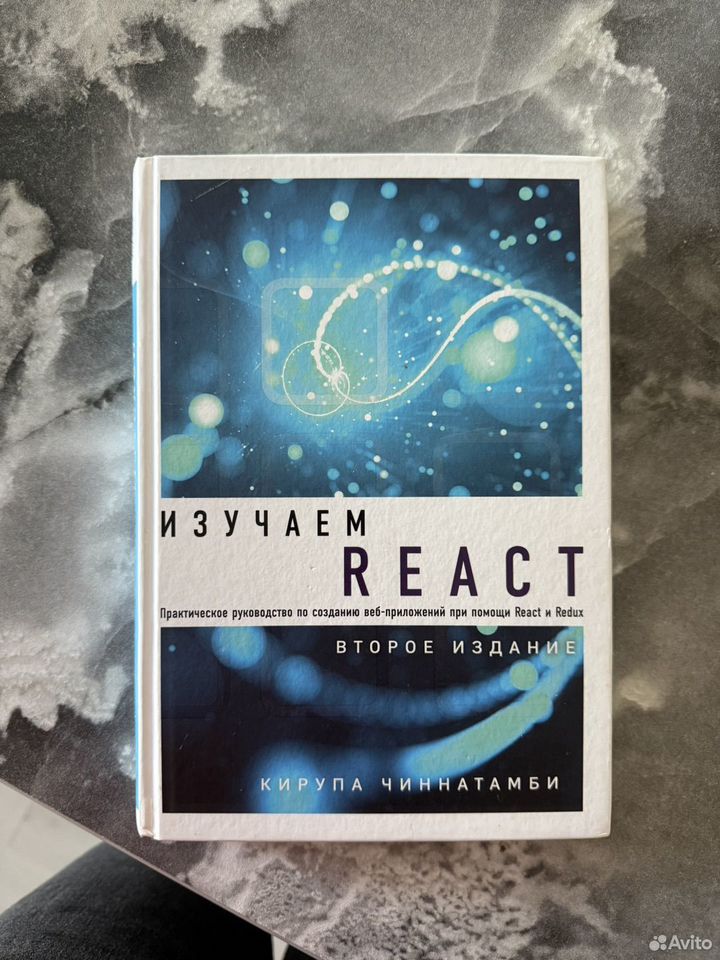 ИЗУЧАЕМ
REACT
Практическое руководство по созданию веб-приложений при помощи React и Redux
ВТОРОЕ ИЗДАНИЕ
КИРУПА ЧИННАТАМБИ
Avito